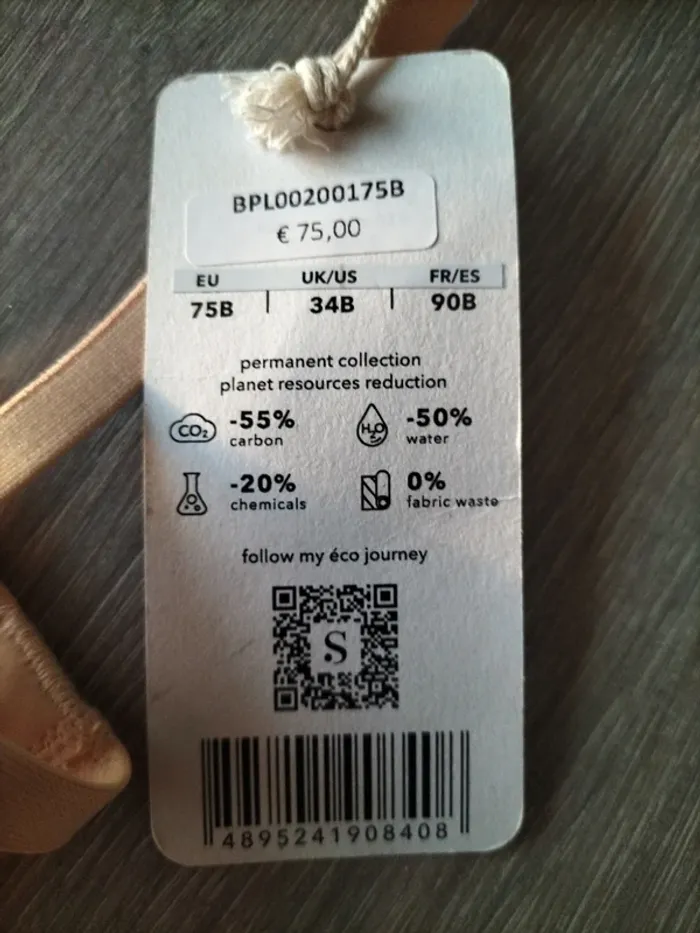 BPL00200175B
€ 75,00
EU UK/US FR/ES
75B | 34B | 90B
permanent collection
planet resources reduction
CO₂ -55% H₂O -50%
carbon water
-20% 0%
chemicals fabric waste
follow my éco journey
S
4895241908408